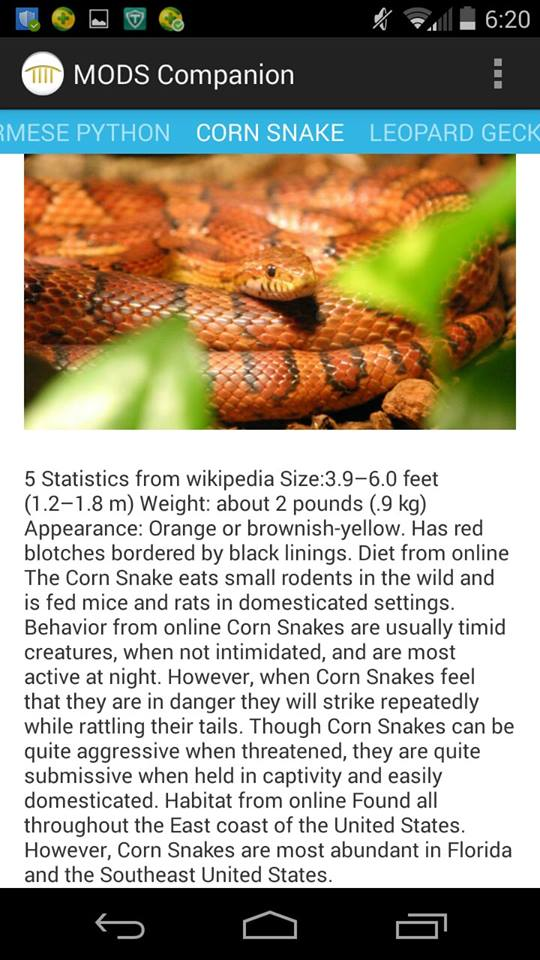 6:20
MODS Companion
RMESE PYTHON CORN SNAKE LEOPARD GECK
5 Statistics from wikipedia Size:3.9–6.0 feet
(1.2–1.8 m) Weight: about 2 pounds (.9 kg)
Appearance: Orange or brownish-yellow. Has red
blotches bordered by black linings. Diet from online
The Corn Snake eats small rodents in the wild and
is fed mice and rats in domesticated settings.
Behavior from online Corn Snakes are usually timid
creatures, when not intimidated, and are most
active at night. However, when Corn Snakes feel
that they are in danger they will strike repeatedly
while rattling their tails. Though Corn Snakes can be
quite aggressive when threatened, they are quite
submissive when held in captivity and easily
domesticated. Habitat from online Found all
throughout the East coast of the United States.
However, Corn Snakes are most abundant in Florida
and the Southeast United States.